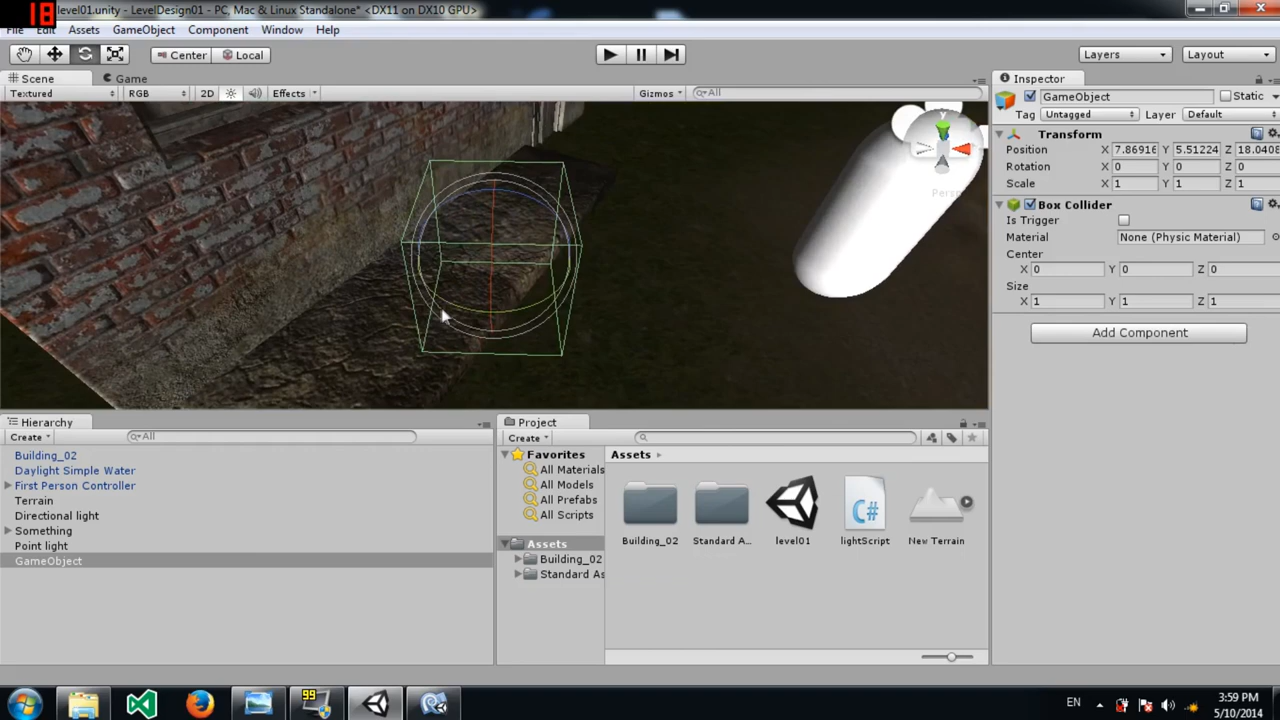 18
level01.unity - LevelDesign01 - PC, Mac & Linux Standalone* <DX11 on DX10 GPU>
File Edit Assets GameObject Component Window Help
Center Local Layers Layout
Scene Game Inspector
Textured RGB 2D Effects Gizmos All
GameObject Static
Tag Untagged Layer Default
Transform
Position X 7.86916 Y 5.51224 Z 18.0408
Rotation X 0 Y 0 Z 0
Scale X 1 Y 1 Z 1
y
Pers
Box Collider
Is Trigger
Material None (Physic Material)
Center
X 0 Y 0 Z 0
Size
X 1 Y 1 Z 1
Add Component
Hierarchy
Create All
Building_02
Daylight Simple Water
First Person Controller
Terrain
Directional light
Something
Point light
GameObject
Project
Create
Favorites
All Materials
All Models
All Prefabs
All Scripts
Assets
Building_02
Standard As
Assets
C#
Building_02 Standard A... level01 lightScript New Terrain
99
EN 3:59 PM
5/10/2014